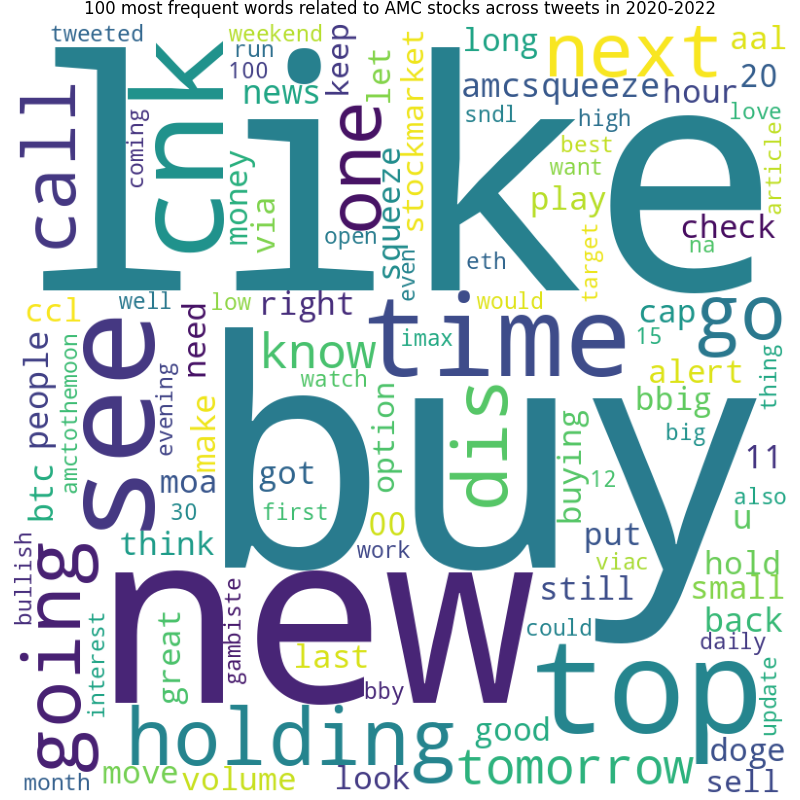 100 most frequent words related to AMC stocks across tweets in 2020-2022
tweeted
weekend
run
100
keep
let
long
next
aal
like
call
cnk
news
one
stockmarket
amcsqueeze
hour
20
coming
money
via
squeeze
sndl
high
love
best
want
play
article
check
na
open
even
eth
target
ccl
well
low
right
time
would
cap
go
people
amctothemoon
see
evening
need
know
imax
15
watch
alert
thing
make
option
dis
bbig
buy
buying
big
btc
moa
got
11
30
first
00
12
also
u
think
work
put
bullish
going
viac
hold
new
still
small
interest
great
gambiste
could
back
last
daily
bby
top
update
holding
good
tomorrow
doge
month
move
volume
look
sell